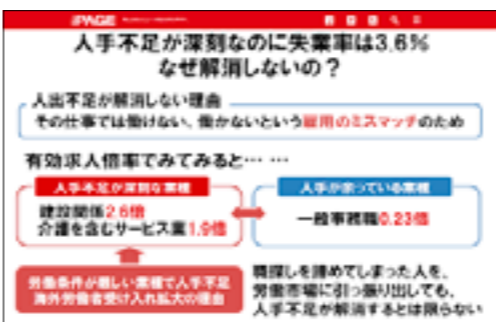 THE PAGE
人手不足が深刻なのに失業率は3.6%
なぜ解消しないの？
人出不足が解消しない理由
その仕事では働けない、働かないという雇用のミスマッチのため
有効求人倍率でみてみると… …
人手不足が深刻な業種
建設関係2.6倍
介護を含むサービス業1.9倍
人手が余っている業種
一般事務職0.23倍
労働条件が厳しい業種で人手不足
海外労働者受け入れ拡大の理由
職探しを諦めてしまった人を、
労働市場に引っ張り出しても、
人手不足が解消するとは限らない